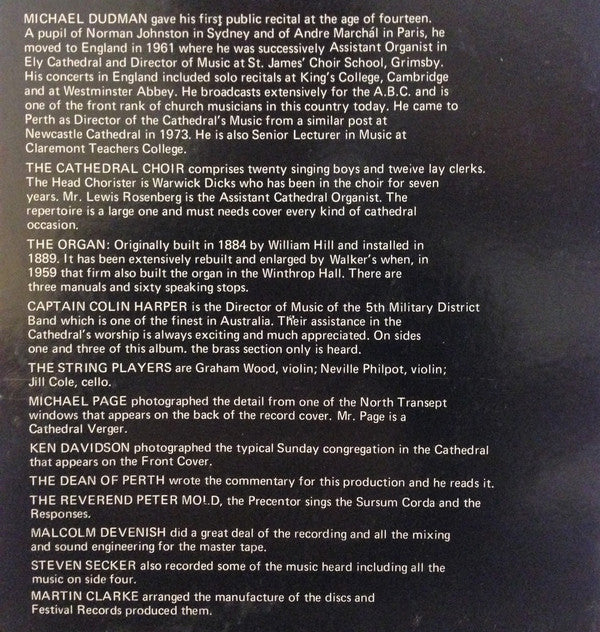 MICHAEL DUDMAN gave his first public recital at the age of fourteen.
A pupil of Norman Johnston in Sydney and of Andre Marchál in Paris, he
moved to England in 1961 where he was successively Assistant Organist in
Ely Cathedral and Director of Music at St. James' Choir School, Grimsby.
His concerts in England included solo recitals at King's College, Cambridge
and at Westminster Abbey. He broadcasts extensively for the A.B.C. and is
one of the front rank of church musicians in this country today. He came to
Perth as Director of the Cathedral's Music from a similar post at
Newcastle Cathedral in 1973. He is also Senior Lecturer in Music at
Claremont Teachers College.
THE CATHEDRAL CHOIR comprises twenty singing boys and twelve lay clerks.
The Head Chorister is Warwick Dicks who has been in the choir for seven
years. Mr. Lewis Rosenberg is the Assistant Cathedral Organist. The
repertoire is a large one and must needs cover every kind of cathedral
occasion.
THE ORGAN: Originally built in 1884 by William Hill and installed in
1889. It has been extensively rebuilt and enlarged by Walker's when, in
1959 that firm also built the organ in the Winthrop Hall. There are
three manuals and sixty speaking stops.
CAPTAIN COLIN HARPER is the Director of Music of the 5th Military District
Band which is one of the finest in Australia. Their assistance in the
Cathedral's worship is always exciting and much appreciated. On sides
one and three of this album. the brass section only is heard.
THE STRING PLAYERS are Graham Wood, violin; Neville Philpot, violin;
Jill Cole, cello.
MICHAEL PAGE photographed the detail from one of the North Transept
windows that appears on the back of the record cover. Mr. Page is a
Cathedral Verger.
KEN DAVIDSON photographed the typical Sunday congregation in the Cathedral
that appears on the Front Cover.
THE DEAN OF PERTH wrote the commentary for this production and he reads it.
THE REVEREND PETER MOLD, the Precentor sings the Sursum Corda and the
Responses.
MALCOLM DEVENISH did a great deal of the recording and all the mixing
and sound engineering for the master tape.
STEVEN SECKER also recorded some of the music heard including all the
music on side four.
MARTIN CLARKE arranged the manufacture of the discs and
Festival Records produced them.